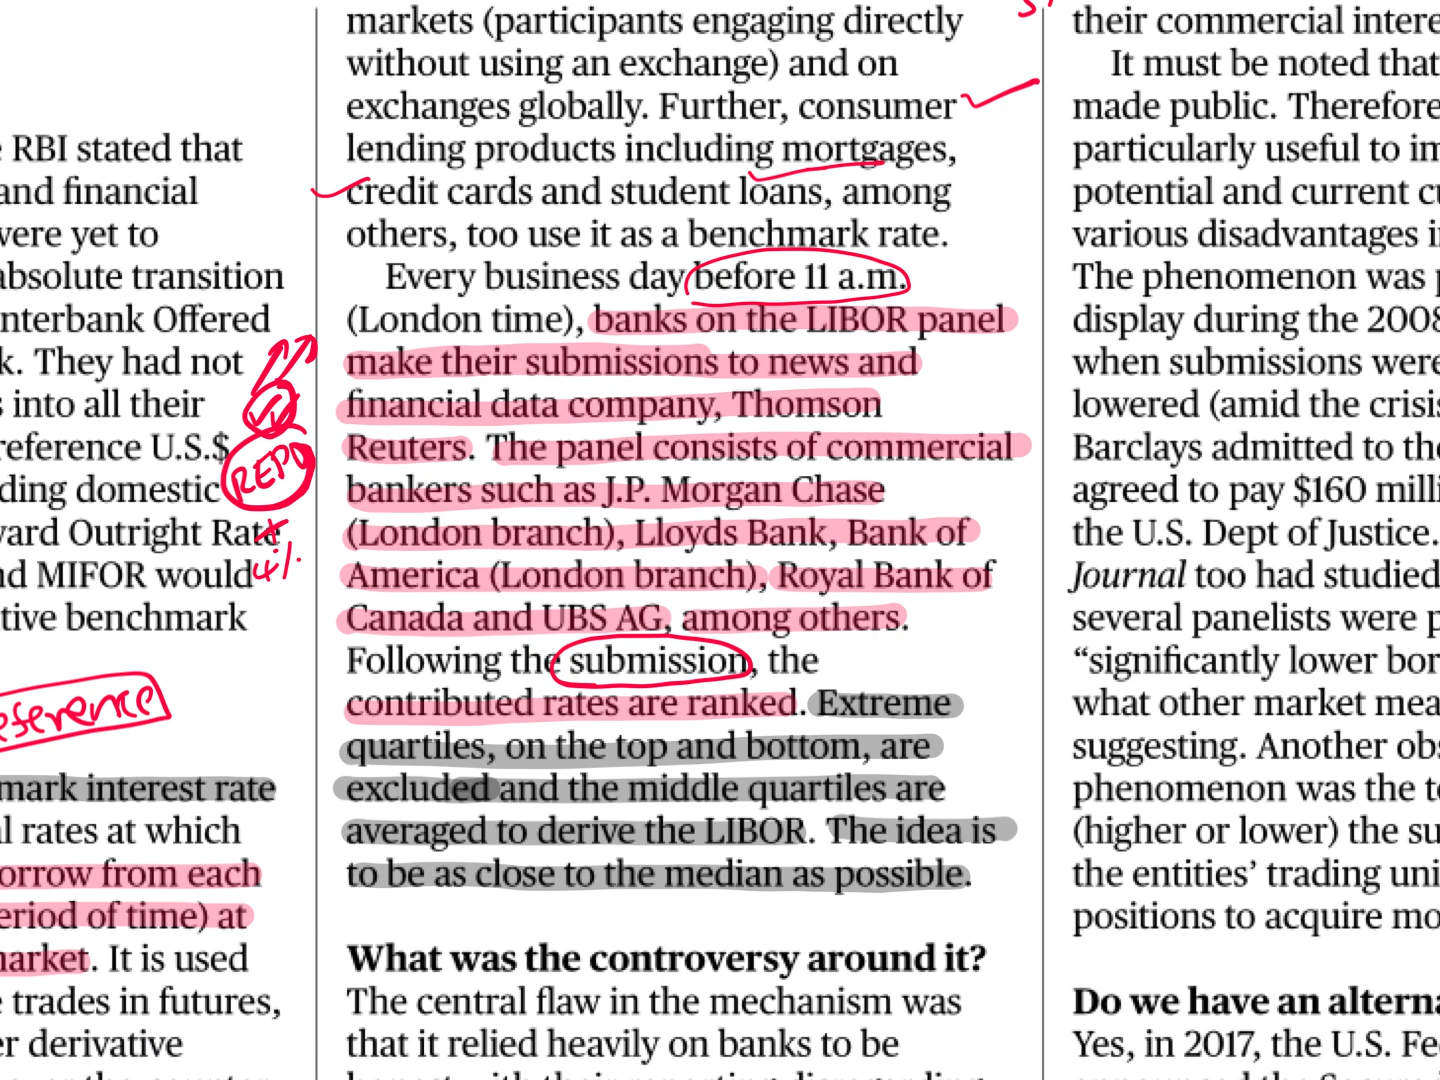 RBI stated that
and financial
were yet to
absolute transition
nterbank Offered
k. They had not
s into all their
reference U.S.$
ding domestic
ward Outright Rate
nd MIFOR would
tive benchmark
eference
mark interest rate
l rates at which
orrow from each
eriod of time) at
market. It is used
e trades in futures,
er derivative
REPO
4%
markets (participants engaging directly
without using an exchange) and on
exchanges globally. Further, consumer
lending products including mortgages,
credit cards and student loans, among
others, too use it as a benchmark rate.
Every business day before 11 a.m.
(London time), banks on the LIBOR panel
make their submissions to news and
financial data company, Thomson
Reuters. The panel consists of commercial
bankers such as J.P. Morgan Chase
(London branch), Lloyds Bank, Bank of
America (London branch), Royal Bank of
Canada and UBS AG, among others.
Following the submission, the
contributed rates are ranked. Extreme
quartiles, on the top and bottom, are
excluded and the middle quartiles are
averaged to derive the LIBOR. The idea is
to be as close to the median as possible.
What was the controversy around it?
The central flaw in the mechanism was
that it relied heavily on banks to be
their commercial intere
It must be noted that
made public. Therefore
particularly useful to im
potential and current cu
various disadvantages i
The phenomenon was p
display during the 2008
when submissions were
lowered (amid the crisis
Barclays admitted to the
agreed to pay $160 milli
the U.S. Dept of Justice.
Journal too had studied
several panelists were p
“significantly lower bor
what other market mea
suggesting. Another obs
phenomenon was the te
(higher or lower) the su
the entities’ trading uni
positions to acquire mo
Do we have an alterna
Yes, in 2017, the U.S. Fe